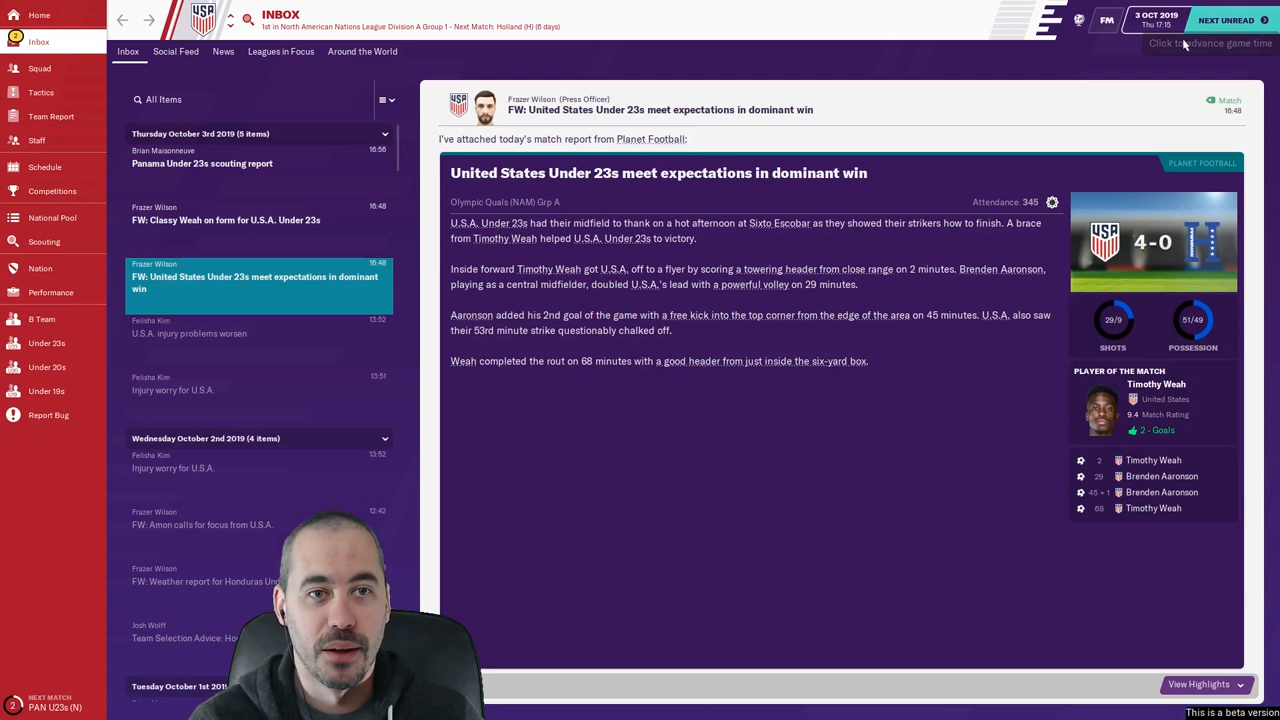 Home
2
Inbox
Squad
Tactics
Team Report
Staff
Schedule
Competitions
National Pool
Scouting
Nation
Performance
B Team
Under 23s
Under 20s
Under 19s
Report Bug
2 NEXT MATCH
PAN U23s (N)
INBOX
1st in North American Nations League Division A Group 1 - Next Match: Holland (H) (6 days)
FM
3 OCT 2019
Thu 17:15
NEXT UNREAD
Click to advance game time
Inbox Social Feed News Leagues in Focus Around the World
All Items
Thursday October 3rd 2019 (5 items)
Brian Maisonneuve 16:56
Panama Under 23s scouting report
Frazer Wilson 16:48
FW: Classy Weah on form for U.S.A. Under 23s
Frazer Wilson 16:48
FW: United States Under 23s meet expectations in dominant
win
Felisha Kim 13:52
U.S.A. injury problems worsen
Felisha Kim 13:51
Injury worry for U.S.A.
Wednesday October 2nd 2019 (4 items)
Felisha Kim 13:52
Injury worry for U.S.A.
Frazer Wilson 12:42
FW: Amon calls for focus from U.S.A.
Frazer Wilson
FW: Weather report for Honduras Und
Josh Wolff
Team Selection Advice: Ho
Tuesday October 1st 2019
Frazer Wilson (Press Officer)
FW: United States Under 23s meet expectations in dominant win
Match
16:48
I've attached today's match report from Planet Football:
PLANET FOOTBALL
United States Under 23s meet expectations in dominant win
Olympic Quals (NAM) Grp A Attendance: 345
U.S.A. Under 23s had their midfield to thank on a hot afternoon at Sixto Escobar as they showed their strikers how to finish. A brace
from Timothy Weah helped U.S.A. Under 23s to victory.
Inside forward Timothy Weah got U.S.A. off to a flyer by scoring a towering header from close range on 2 minutes. Brenden Aaronson,
playing as a central midfielder, doubled U.S.A.'s lead with a powerful volley on 29 minutes.
Aaronson added his 2nd goal of the game with a free kick into the top corner from the edge of the area on 45 minutes. U.S.A. also saw
their 53rd minute strike questionably chalked off.
Weah completed the rout on 68 minutes with a good header from just inside the six-yard box.
4-0
29/9 51/49
SHOTS POSSESSION
PLAYER OF THE MATCH
Timothy Weah
United States
9.4 Match Rating
2 - Goals
2 Timothy Weah
29 Brenden Aaronson
45 + 1 Brenden Aaronson
68 Timothy Weah
View Highlights
This is a beta version